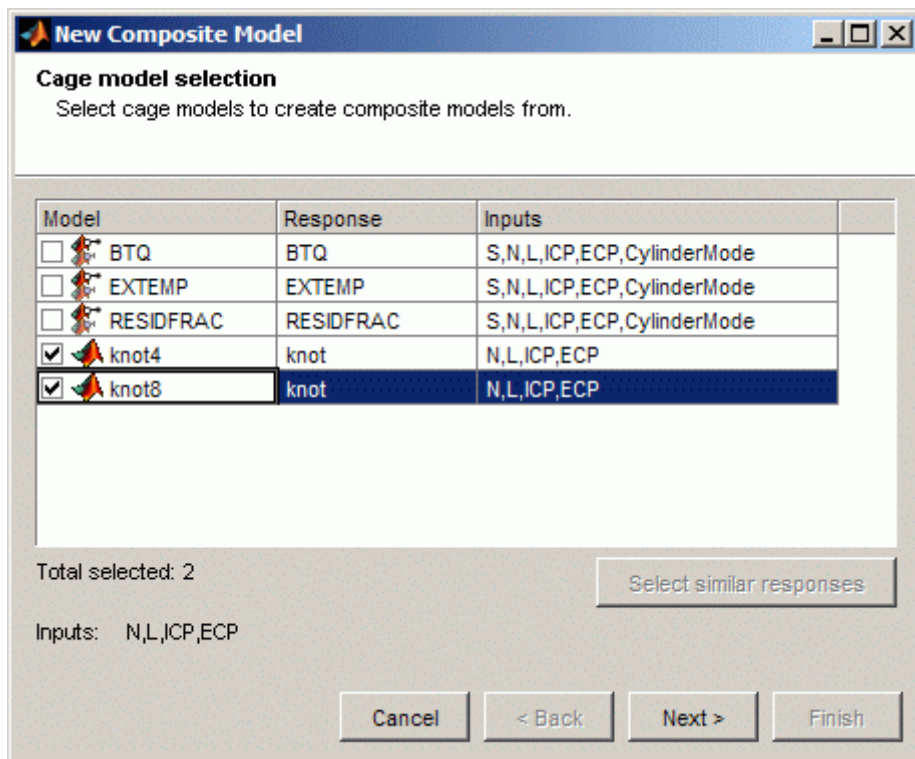 New Composite Model
Cage model selection
Select cage models to create composite models from.
Model Response Inputs
BTQ BTQ S,N,L,ICP,ECP,CylinderMode
EXTEMP EXTEMP S,N,L,ICP,ECP,CylinderMode
RESIDFRAC RESIDFRAC S,N,L,ICP,ECP,CylinderMode
knot4 knot N,L,ICP,ECP
knot8 knot N,L,ICP,ECP
Total selected: 2
Select similar responses
Inputs: N,L,ICP,ECP
Cancel < Back Next > Finish